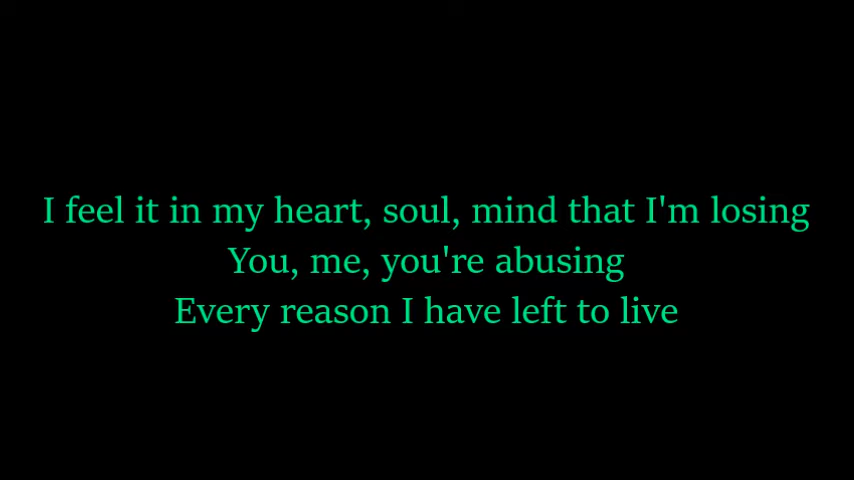 I feel it in my heart, soul, mind that I'm losing
You, me, you're abusing
Every reason I have left to live